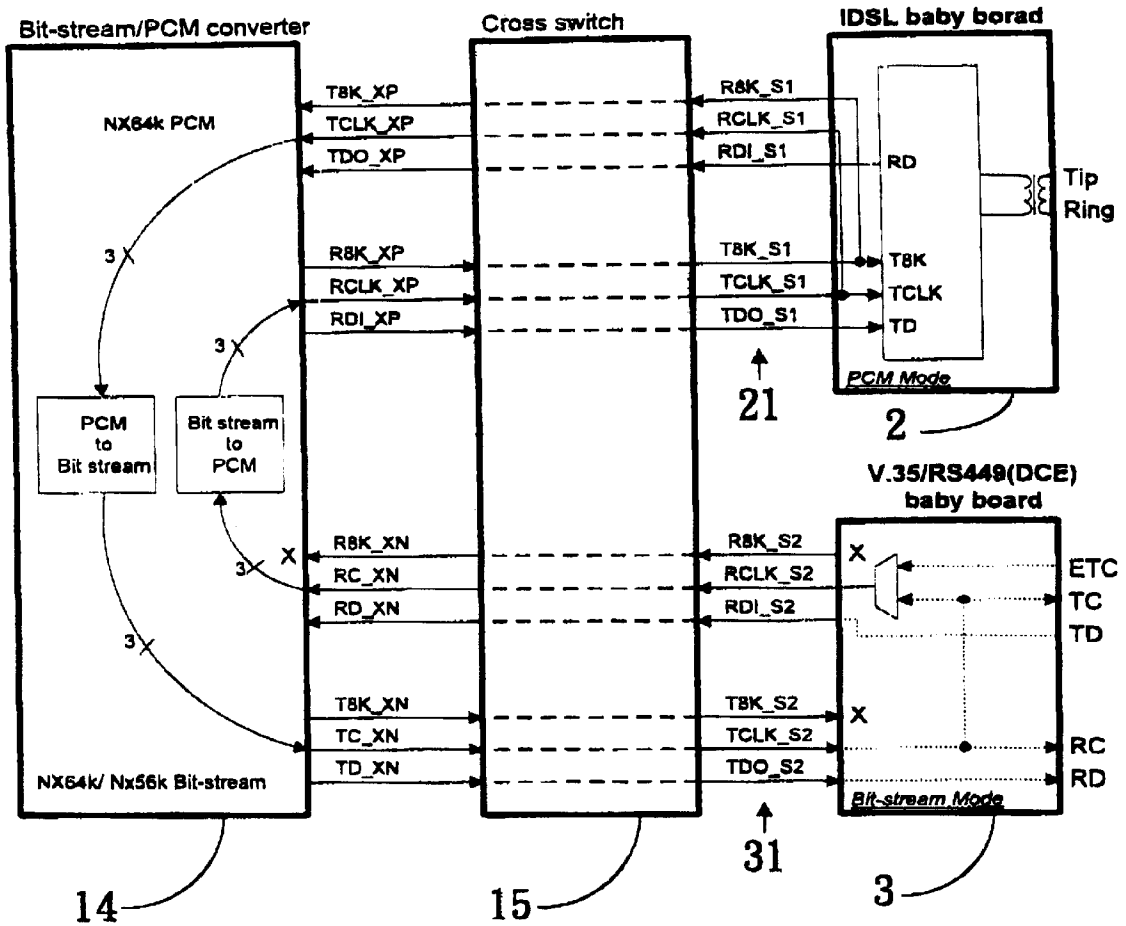 Bit-stream/PCM converter
Cross switch
IDSL baby borad
NX64k PCM
T8K_XP
TCLK_XP
TDO_XP
R8K_S1
RCLK_S1
RDI_S1
RD
Tip
Ring
3
R8K_XP
RCLK_XP
RDI_XP
T8K_S1
TCLK_S1
TDO_S1
T8K
TCLK
TD
3
PCM Mode
21
2
PCM
to
Bit stream
Bit stream
to
PCM
V.35/RS449(DCE)
baby board
X
R8K_XN
RC_XN
RD_XN
R8K_S2
RCLK_S2
RDI_S2
X
ETC
TC
TD
3
3
T8K_XN
TC_XN
TD_XN
T8K_S2
TCLK_S2
TDO_S2
X
RC
RD
NX64k/ Nx56k Bit-stream
Bit-stream Mode
31
14
15
3